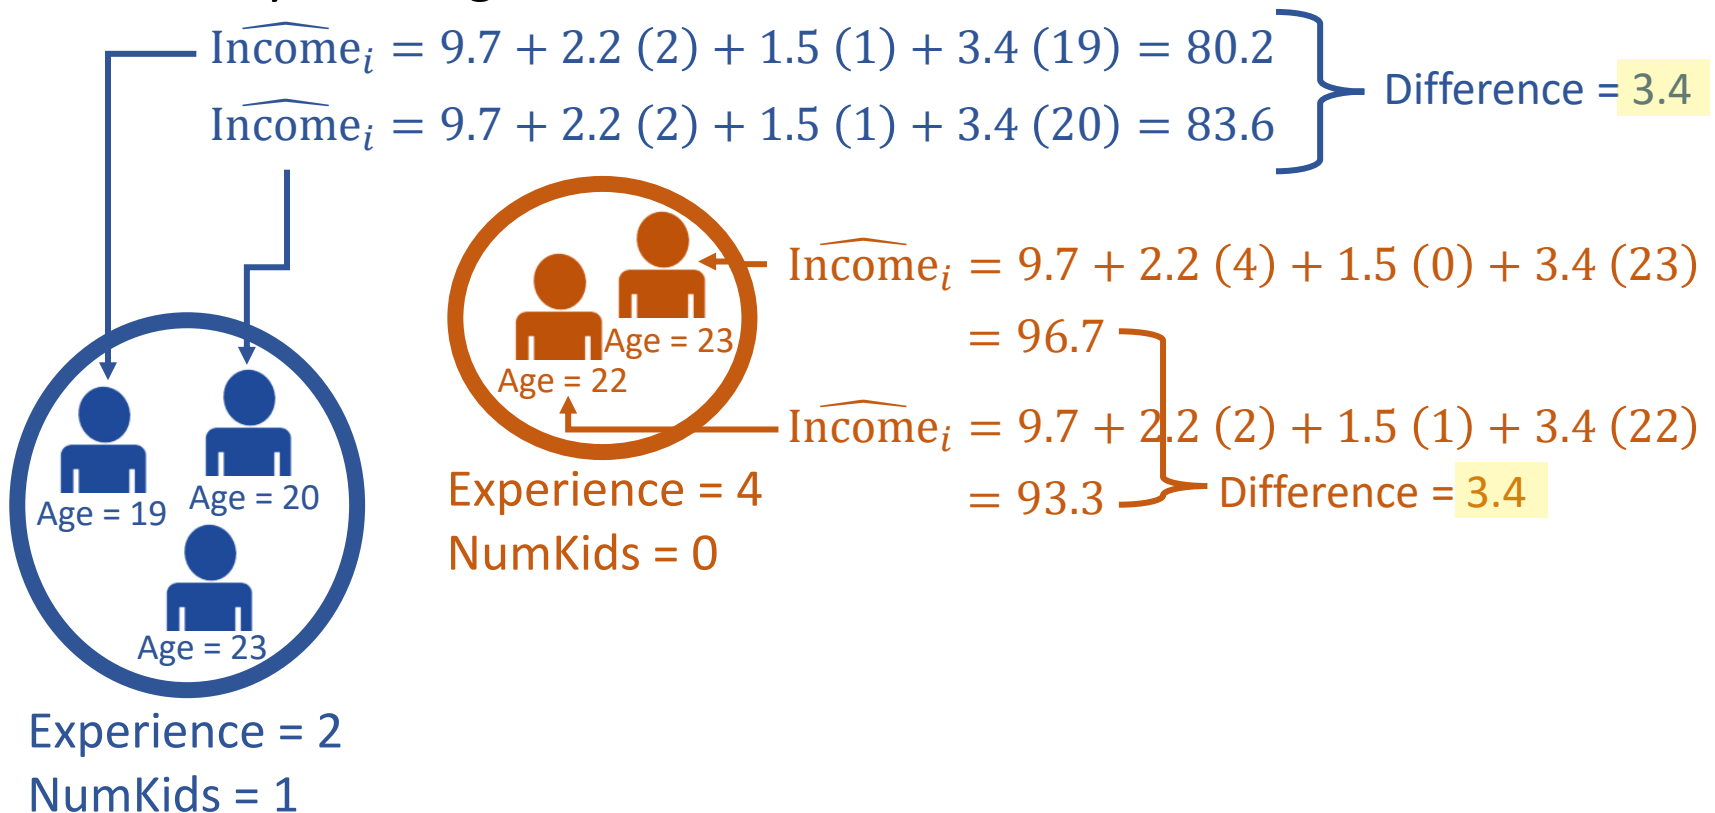 Income_i = 9.7 + 2.2 (2) + 1.5 (1) + 3.4 (19) = 80.2
Income_i = 9.7 + 2.2 (2) + 1.5 (1) + 3.4 (20) = 83.6
Difference = 3.4
Income_i = 9.7 + 2.2 (4) + 1.5 (0) + 3.4 (23)
= 96.7
Income_i = 9.7 + 2.2 (2) + 1.5 (1) + 3.4 (22)
= 93.3
Difference = 3.4
Age = 23
Age = 22
Experience = 4
NumKids = 0
Age = 19
Age = 20
Age = 23
Experience = 2
NumKids = 1